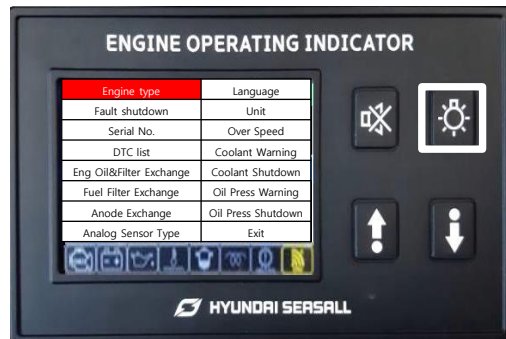 ENGINE OPERATING INDICATOR
Engine type Language
Fault shutdown Unit
Serial No. Over Speed
DTC list Coolant Warning
Eng Oil&Filter Exchange Coolant Shutdown
Fuel Filter Exchange Oil Press Warning
Anode Exchange Oil Press Shutdown
Analog Sensor Type Exit
HYUNDAI SEASALL